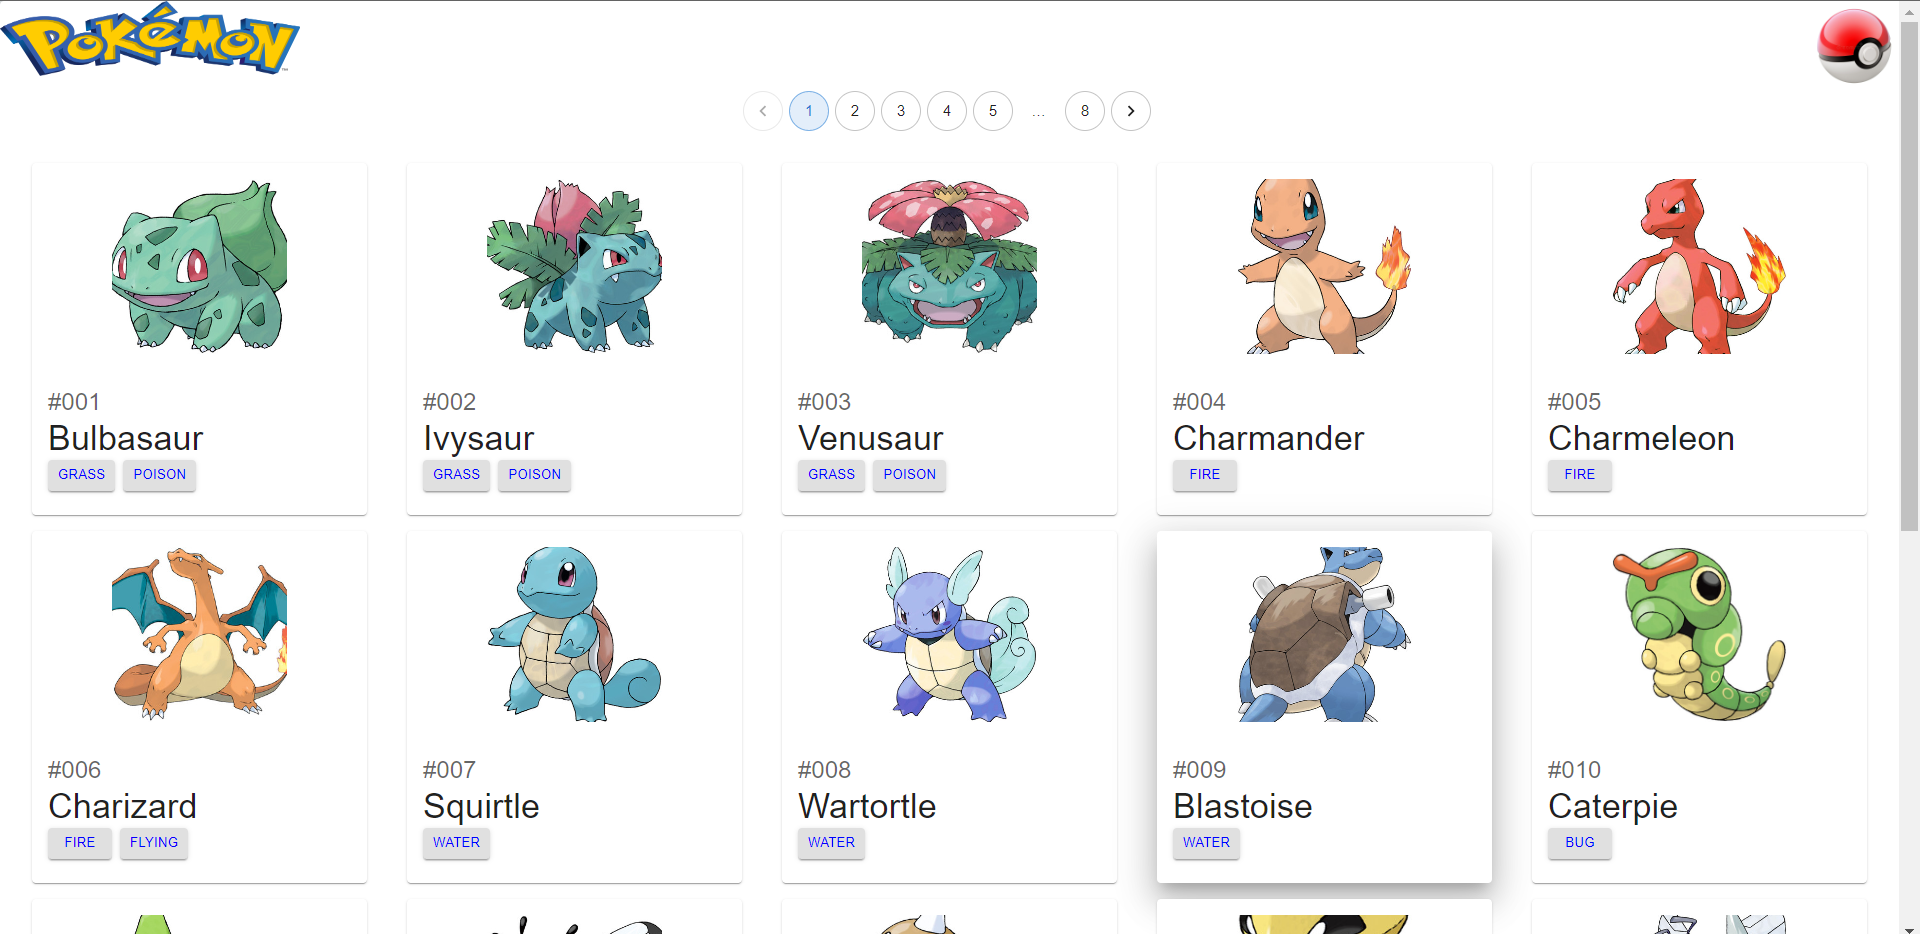 POKéMON
1 2 3 4 5 ... 8
#001
Bulbasaur
GRASS POISON
#002
Ivysaur
GRASS POISON
#003
Venusaur
GRASS POISON
#004
Charmander
FIRE
#005
Charmeleon
FIRE
#006
Charizard
FIRE FLYING
#007
Squirtle
WATER
#008
Wartortle
WATER
#009
Blastoise
WATER
#010
Caterpie
BUG